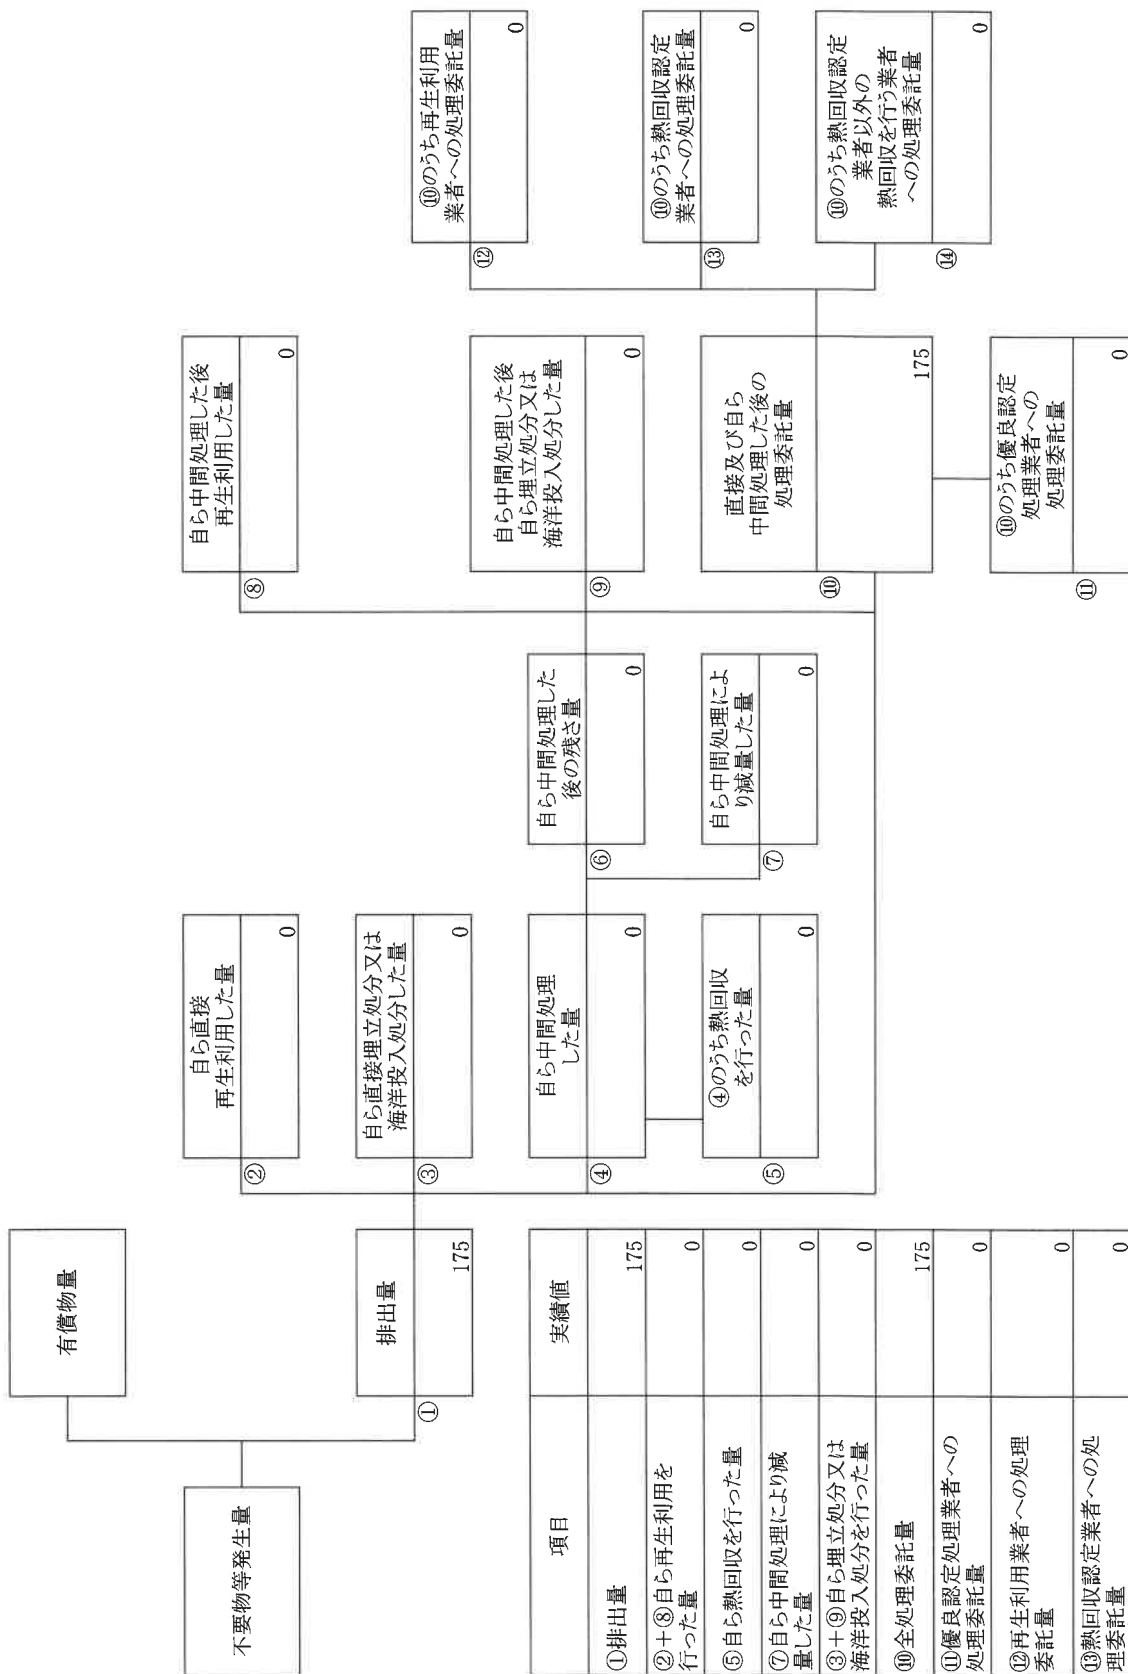 不要物等発生量
有償物量
排出量
①
175
自ら直接
再生利用した量
②
0
自ら直接埋立処分又は
海洋投入処分した量
③
0
自ら中間処理
した量
④
0
④のうち熱回収
を行った量
⑤
0
自ら中間処理した
後の残さ量
⑥
0
自ら中間処理によ
り減量した量
⑦
0
自ら中間処理した後
再生利用した量
⑧
0
自ら中間処理した後
自ら埋立処分又は
海洋投入処分した量
⑨
0
直接及び自ら
中間処理した後の
処理委託量
⑩
175
⑩のうち優良認定
処理業者への
処理委託量
⑪
0
⑩のうち再生利用
業者への処理委託量
⑫
0
⑩のうち熱回収認定
業者への処理委託量
⑬
0
⑩のうち熱回収認定
業者以外の
熱回収を行う業者
への処理委託量
⑭
0
項目
実績値
①排出量
175
②+⑧自ら再生利用を
行った量
0
⑤自ら熱回収を行った量
0
⑦自ら中間処理により減
量した量
0
③+⑨自ら埋立処分又は
海洋投入処分を行った量
0
⑩全処理委託量
175
⑪優良認定処理業者への
処理委託量
0
⑫再生利用業者への処理
委託量
0
⑬熱回収認定業者への処
理委託量
0